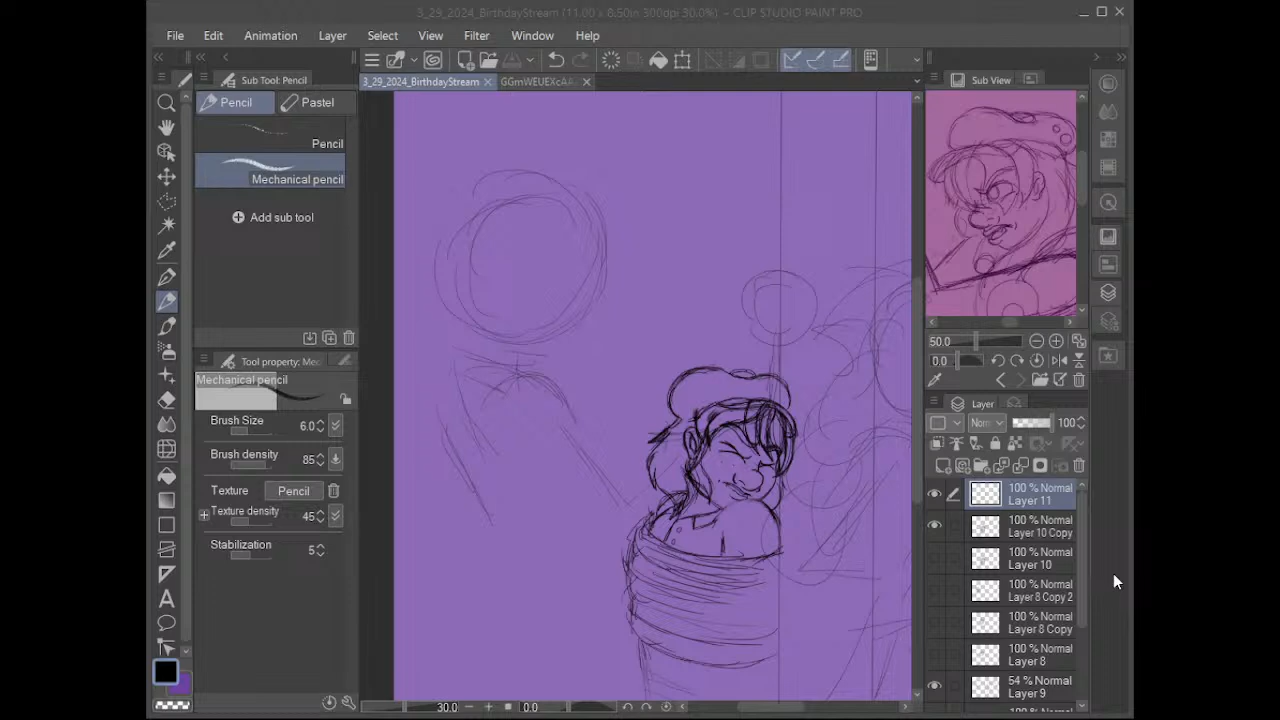 3_29_2024_BirthdayStream (11.00 x 8.50in 300dpi 30.0%) - CLIP STUDIO PAINT PRO
File Edit Animation Layer Select View Filter Window Help
Sub Tool: Pencil
3_29_2024_BirthdayStream
GGmWEUEXcAA
Sub View
Pencil
Pastel
Pencil
Mechanical pencil
Add sub tool
Tool property: Mec
Mechanical pencil
Brush Size 6.0
Brush density 85
Texture Pencil
Texture density 45
Stabilization 5
30.0
0.0
50.0
0.0
Layer
Norm 100
100 % Normal
Layer 11
100 % Normal
Layer 10 Copy
100 % Normal
Layer 10
100 % Normal
Layer 8 Copy 2
100 % Normal
Layer 8 Copy
100 % Normal
Layer 8
54 % Normal
Layer 9